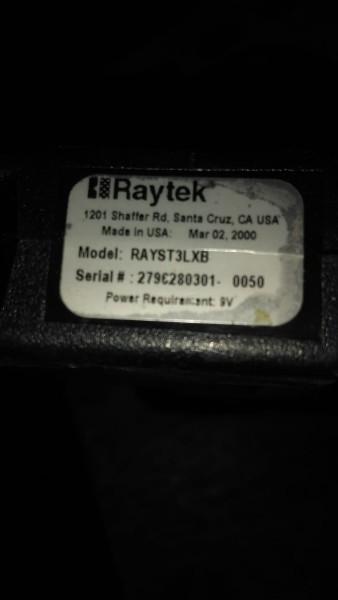 Raytek
1201 Shaffer Rd, Santa Cruz, CA USA
Made in USA: Mar 02, 2000
Model: RAYST3LXB
Serial # : 2796280301- 0050
Power Requirement: 9V